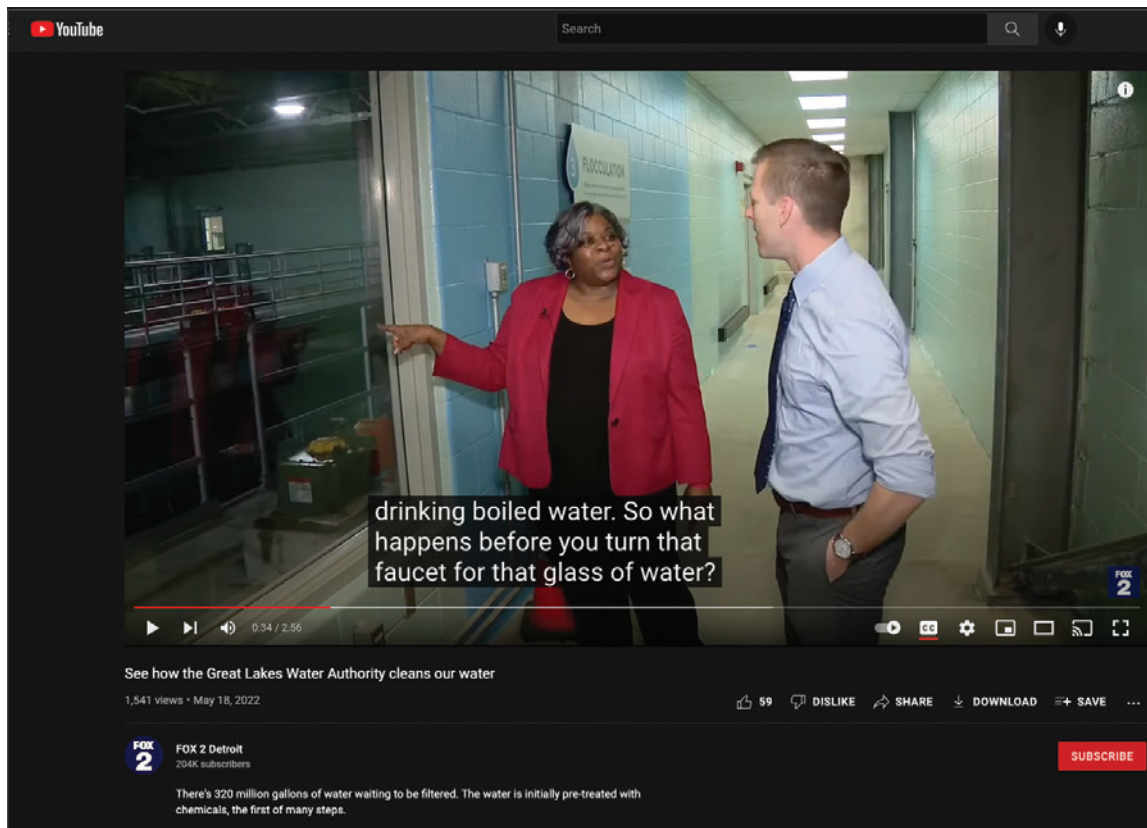 YouTube
Search
FLOCCULATION
drinking boiled water. So what
happens before you turn that
faucet for that glass of water?
FOX
2
0:34 / 2:56
CC
See how the Great Lakes Water Authority cleans our water
1,541 views • May 18, 2022
59 DISLIKE SHARE DOWNLOAD SAVE ...
FOX
2
FOX 2 Detroit
204K subscribers
SUBSCRIBE
There's 320 million gallons of water waiting to be filtered. The water is initially pre-treated with
chemicals, the first of many steps.